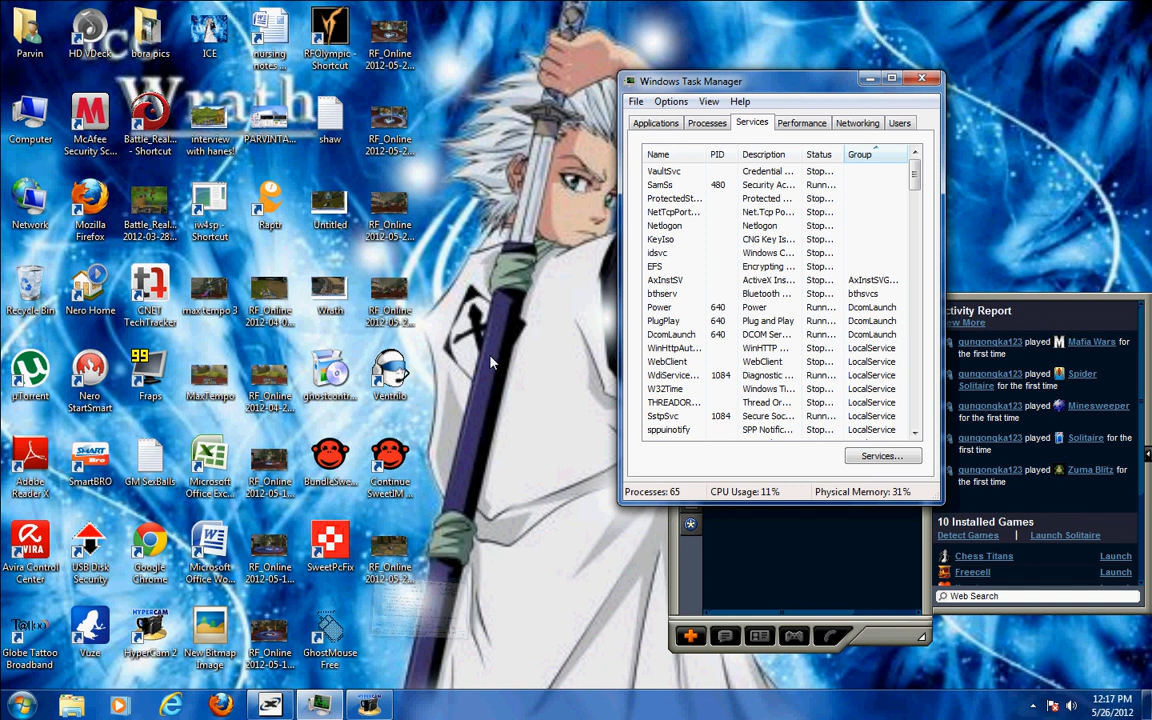 Parvin
HD VDeck
bora pics
ICE
nursing
notes ...
RFOlympic -
Shortcut
RF_Online
2012-05-2...
Wrath
Computer
McAfee
Security Sc...
Battle_Real...
- Shortcut
interview
with hanes!
PARVINTA...
shaw
RF_Online
2012-05-2...
Network
Mozilla
Firefox
Battle_Real...
2012-03-28...
iw4sp -
Shortcut
Raptr
Untitled
RF_Online
2012-05-2...
Recycle Bin
Nero Home
CNET
TechTracker
max tempo 3
RF_Online
2012-04-0...
Wrath
RF_Online
2012-05-2...
µTorrent
Nero
StartSmart
99
Fraps
MaxTempo
RF_Online
2012-04-2...
ghostcontr...
Ventrilo
Adobe
Reader X
SMART
BRO
SmartBRO
GM SexBalls
Microsoft
Office Exc...
RF_Online
2012-05-1...
BundleSwe...
Continue
SweetIM ...
AVIRA
Avira Control
Center
USB Disk
Security
Google
Chrome
Microsoft
Office Wo...
RF_Online
2012-05-1...
SweetPcFix
RF_Online
2012-05-2...
Tattoo
Globe Tattoo
Broadband
Vuze
HYPERCAM
HyperCam 2
New Bitmap
Image
RF_Online
2012-05-1...
GhostMouse
Free
Windows Task Manager
File Options View Help
Applications Processes Services Performance Networking Users
Name PID Description Status Group
VaultSvc Credential ... Stop...
SamSs 480 Security Ac... Runn...
ProtectedSt... Protected ... Stop...
NetTcpPort... Net.Tcp Po... Stop...
Netlogon Netlogon Stop...
KeyIso CNG Key Is... Stop...
idsvc Windows C... Stop...
EFS Encrypting ... Stop...
AxInstSV ActiveX Ins... Stop... AxInstSVG...
bthserv Bluetooth ... Stop... bthsvcs
Power 640 Power Runn... DcomLaunch
PlugPlay 640 Plug and Play Runn... DcomLaunch
DcomLaunch 640 DCOM Ser... Runn... DcomLaunch
WinHttpAut... WinHTTP ... Stop... LocalService
WebClient WebClient Stop... LocalService
WdiService... 1084 Diagnostic ... Runn... LocalService
W32Time Windows Ti... Stop... LocalService
THREADOR... Thread Or... Stop... LocalService
SstpSvc 1084 Secure Soc... Runn... LocalService
sppuinotify SPP Notific... Stop... LocalService
Services...
Processes: 65 CPU Usage: 11% Physical Memory: 31%
ctivity Report
ew More
gungongka123 played Mafia Wars for
the first time
gungongka123 played Spider
Solitaire for the first time
gungongka123 played Minesweeper
for the first time
gungongka123 played Solitaire for the
first time
gungongka123 played Zuma Blitz for
the first time
10 Installed Games
Detect Games | Launch Solitaire
Chess Titans Launch
Freecell Launch
Web Search
HYPERCAM
12:17 PM
5/26/2012